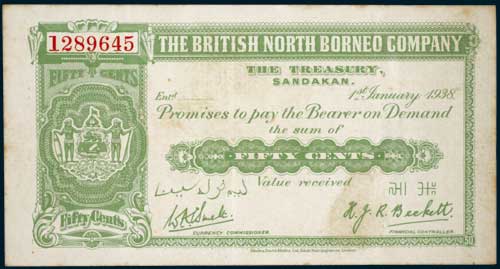 1289645
THE BRITISH NORTH BORNEO COMPANY
FIFTY CENTS
THE TREASURY,
SANDAKAN.
Entd
1st January 1938.
Promises to pay the Bearer on Demand
the sum of
FIFTY CENTS
Value received
Fifty Cents
H.J.R. Beckett.
CURRENCY COMMISSIONER
FINANCIAL CONTROLLER